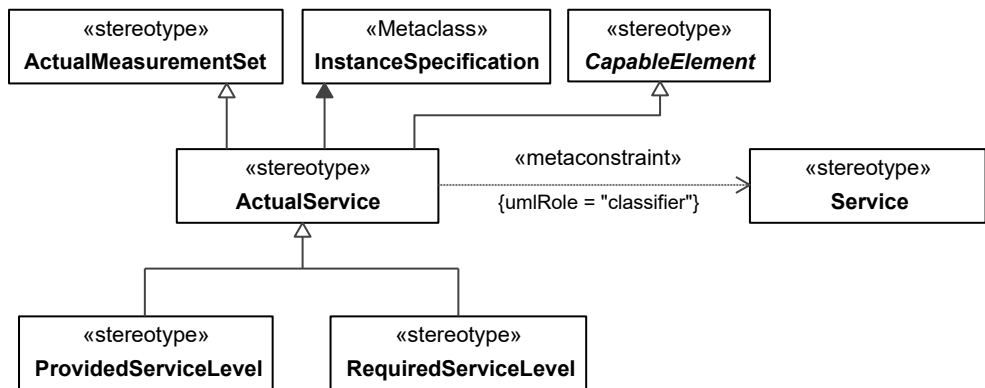 «stereotype»
ActualMeasurementSet
«Metaclass»
InstanceSpecification
«stereotype»
CapableElement
«stereotype»
ActualService
«metaconstraint»
{umlRole = "classifier"}
«stereotype»
Service
«stereotype»
ProvidedServiceLevel
«stereotype»
RequiredServiceLevel